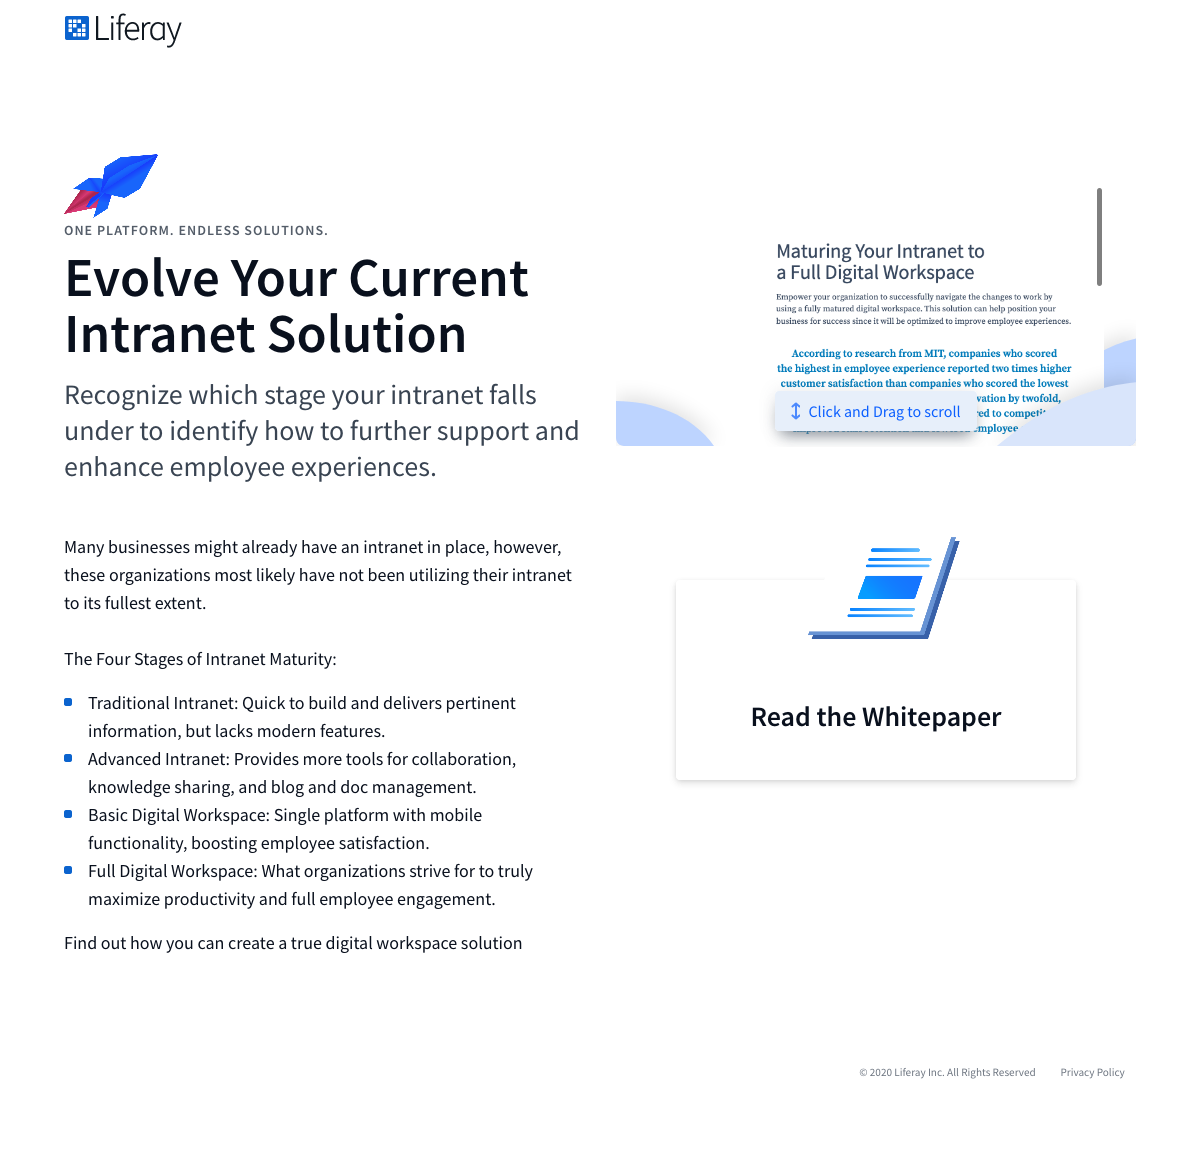 Liferay
ONE PLATFORM. ENDLESS SOLUTIONS.
Evolve Your Current
Intranet Solution
Recognize which stage your intranet falls
under to identify how to further support and
enhance employee experiences.
Many businesses might already have an intranet in place, however,
these organizations most likely have not been utilizing their intranet
to its fullest extent.
The Four Stages of Intranet Maturity:
Traditional Intranet: Quick to build and delivers pertinent
information, but lacks modern features.
Advanced Intranet: Provides more tools for collaboration,
knowledge sharing, and blog and doc management.
Basic Digital Workspace: Single platform with mobile
functionality, boosting employee satisfaction.
Full Digital Workspace: What organizations strive for to truly
maximize productivity and full employee engagement.
Find out how you can create a true digital workspace solution
Maturing Your Intranet to
a Full Digital Workspace
Empower your organization to successfully navigate the changes to work by
using a fully matured digital workspace. This solution can help position your
business for success since it will be optimized to improve employee experiences.
According to research from MIT, companies who scored
the highest in employee experience reported two times higher
customer satisfaction than companies who scored the lowest
by twofold,
to
Click and Drag to scroll
employee
Read the Whitepaper
© 2020 Liferay Inc. All Rights Reserved Privacy Policy